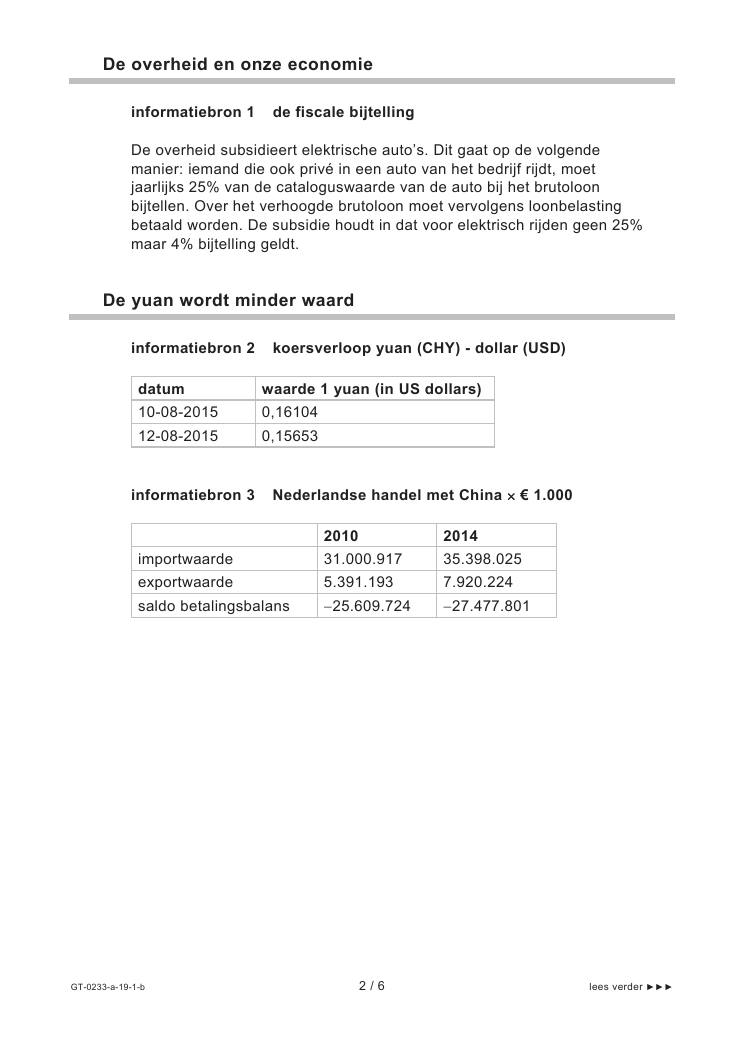 De overheid en onze economie
informatiebron 1 de fiscale bijtelling
De overheid subsidieert elektrische auto's. Dit gaat op de volgende
manier: iemand die ook privé in een auto van het bedrijf rijdt, moet
jaarlijks 25% van de cataloguswaarde van de auto bij het brutoloon
bijtellen. Over het verhoogde brutoloon moet vervolgens loonbelasting
betaald worden. De subsidie houdt in dat voor elektrisch rijden geen 25%
maar 4% bijtelling geldt.
De yuan wordt minder waard
informatiebron 2 koersverloop yuan (CHY) - dollar (USD)
datum waarde 1 yuan (in US dollars)
10-08-2015 0,16104
12-08-2015 0,15653
informatiebron 3 Nederlandse handel met China × € 1.000
2010 2014
importwaarde 31.000.917 35.398.025
exportwaarde 5.391.193 7.920.224
saldo betalingsbalans −25.609.724 −27.477.801
GT-0233-a-19-1-b 2 / 6 lees verder ►►►